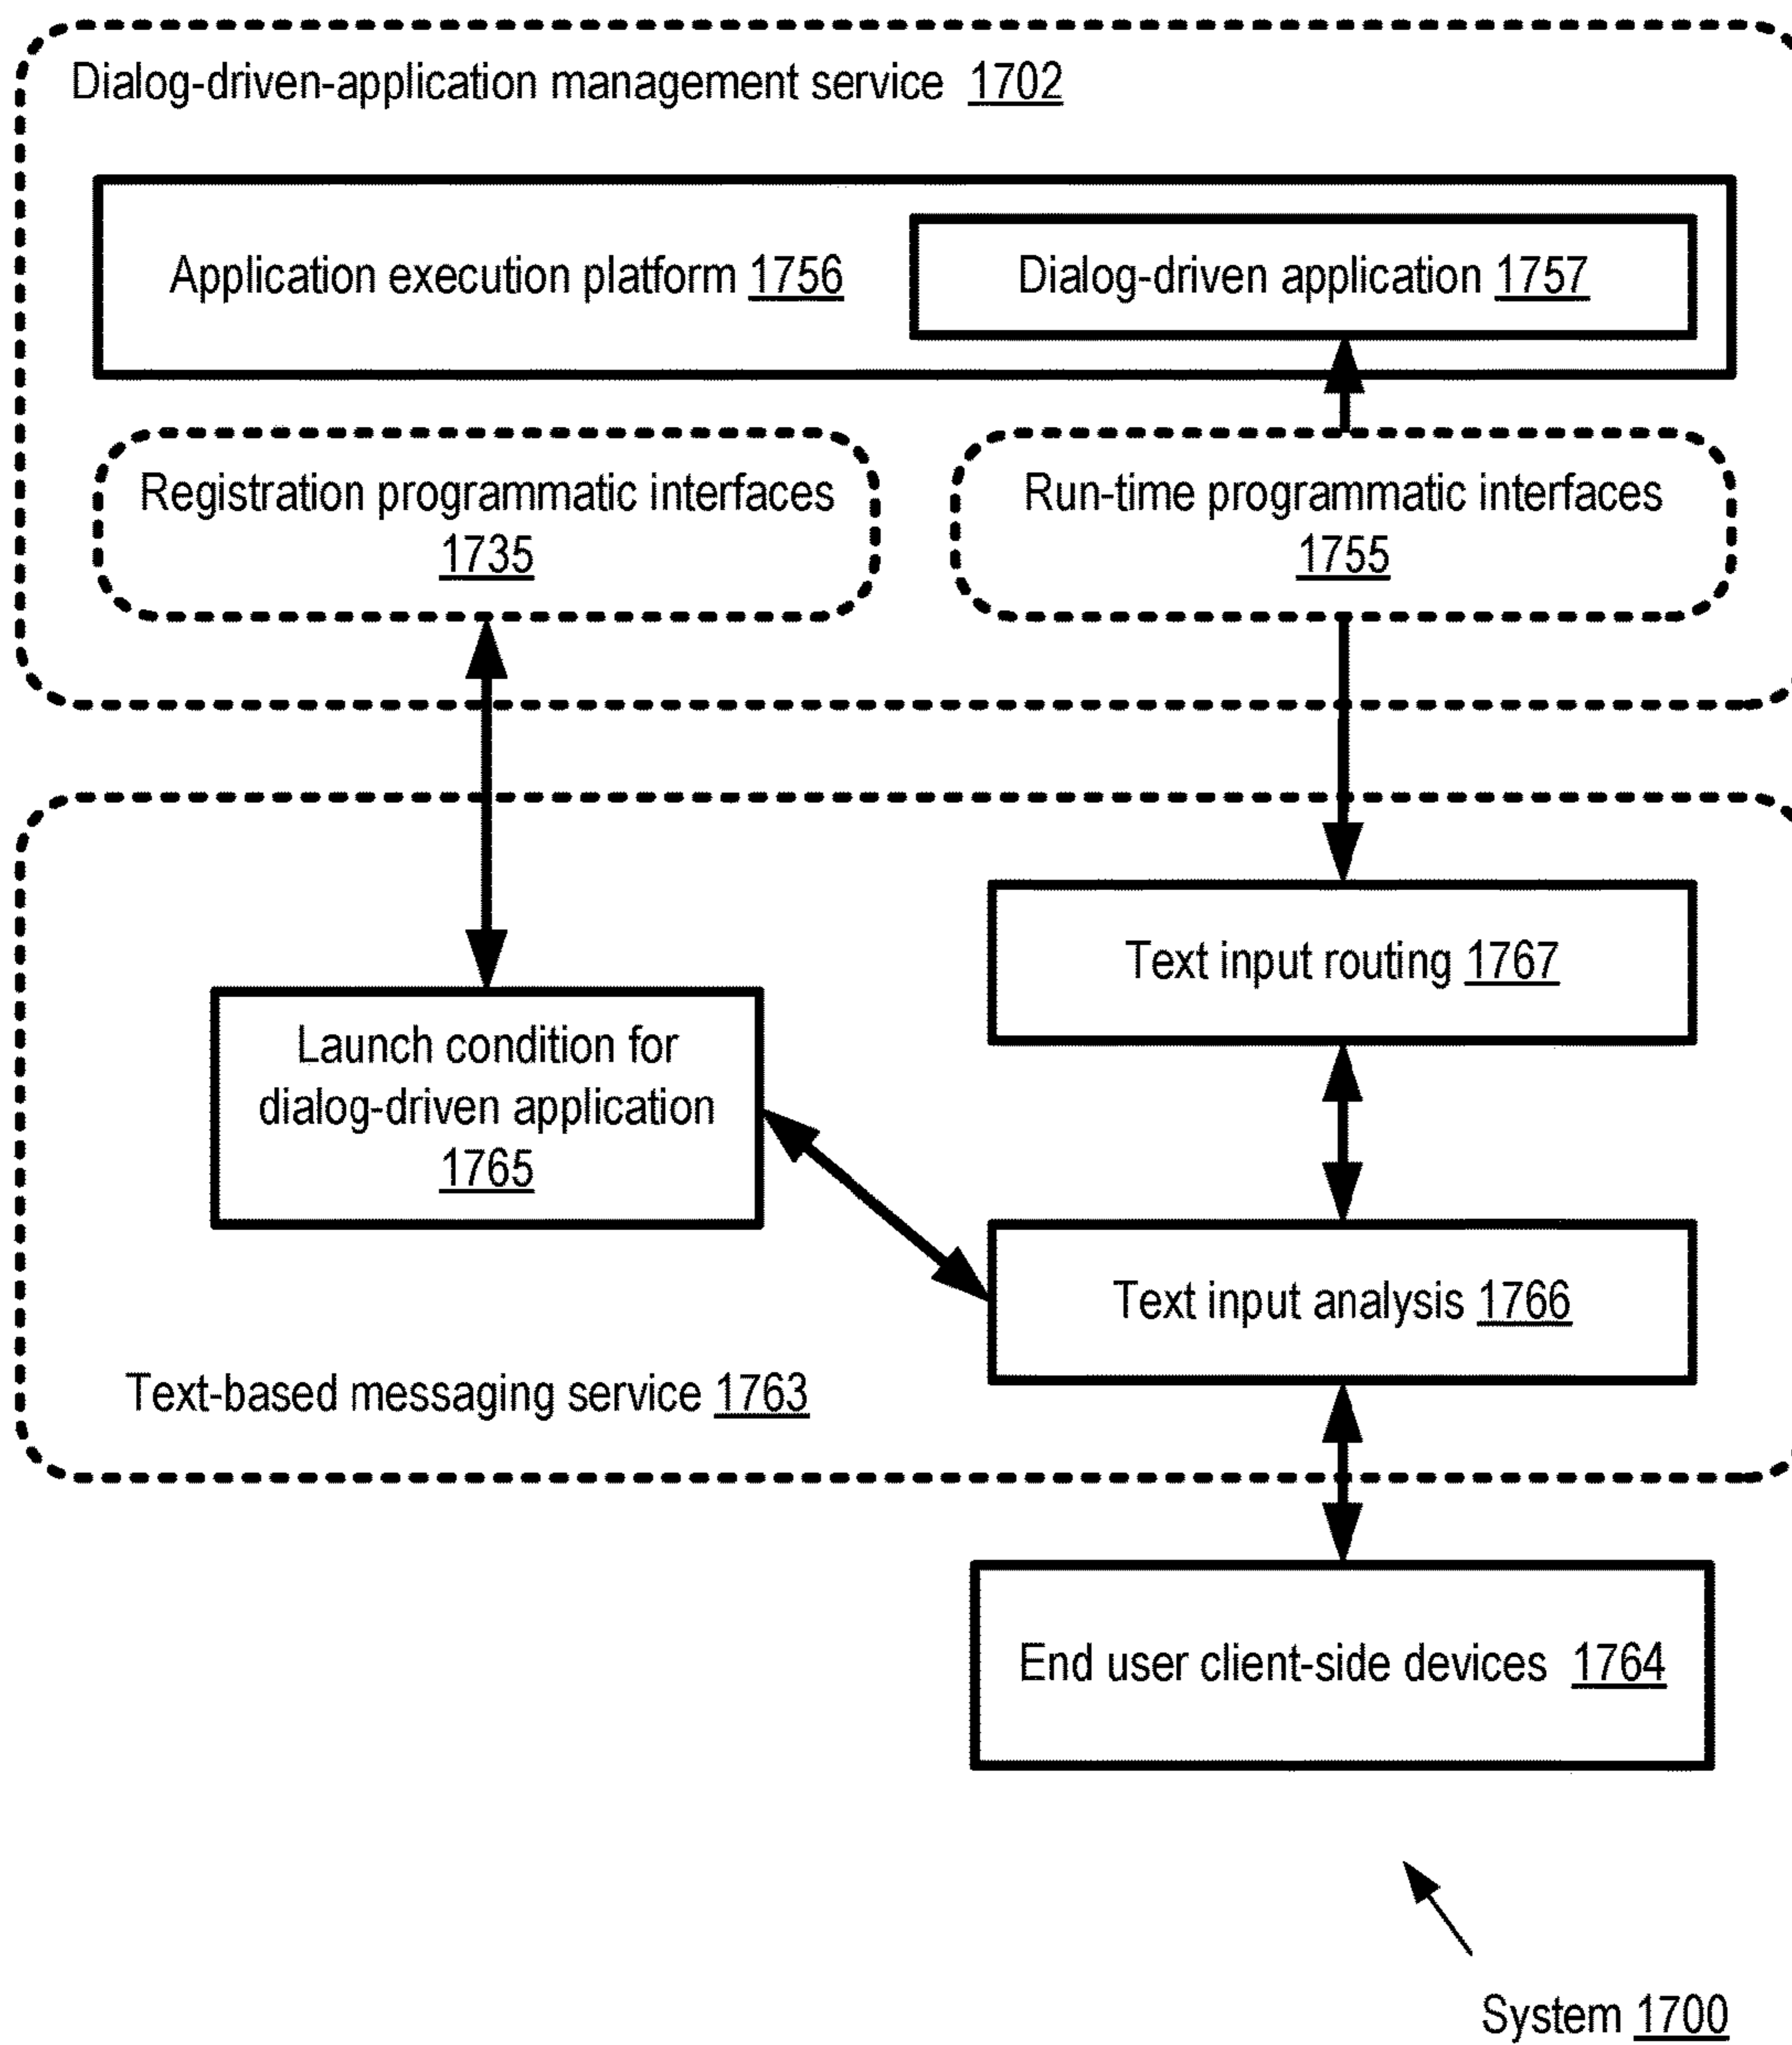 Dialog-driven-application management service 1702
Application execution platform 1756
Dialog-driven application 1757
Registration programmatic interfaces
1735
Run-time programmatic interfaces
1755
Text input routing 1767
Launch condition for
dialog-driven application
1765
Text input analysis 1766
Text-based messaging service 1763
End user client-side devices 1764
System 1700